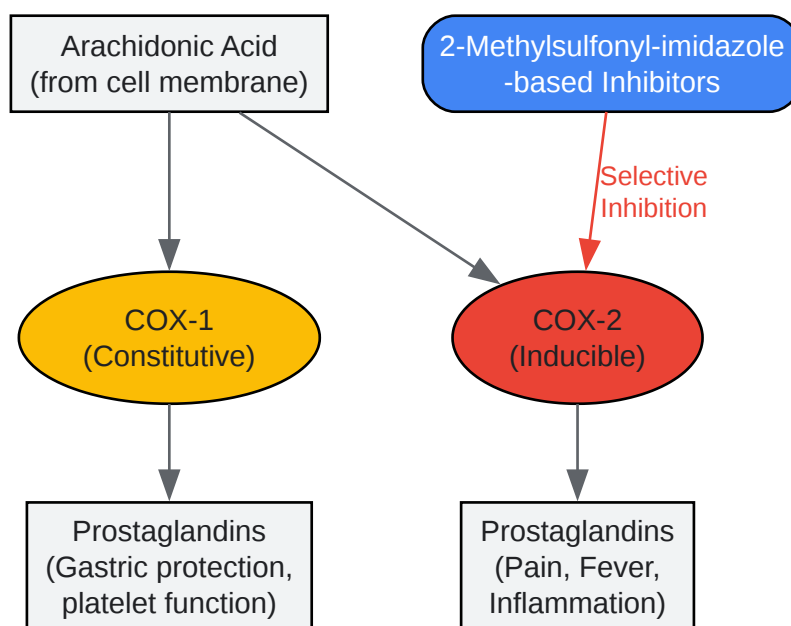 Arachidonic Acid
(from cell membrane)
2-Methylsulfonyl-imidazole
-based Inhibitors
Selective
Inhibition
COX-1
(Constitutive)
COX-2
(Inducible)
Prostaglandins
(Gastric protection,
platelet function)
Prostaglandins
(Pain, Fever,
Inflammation)